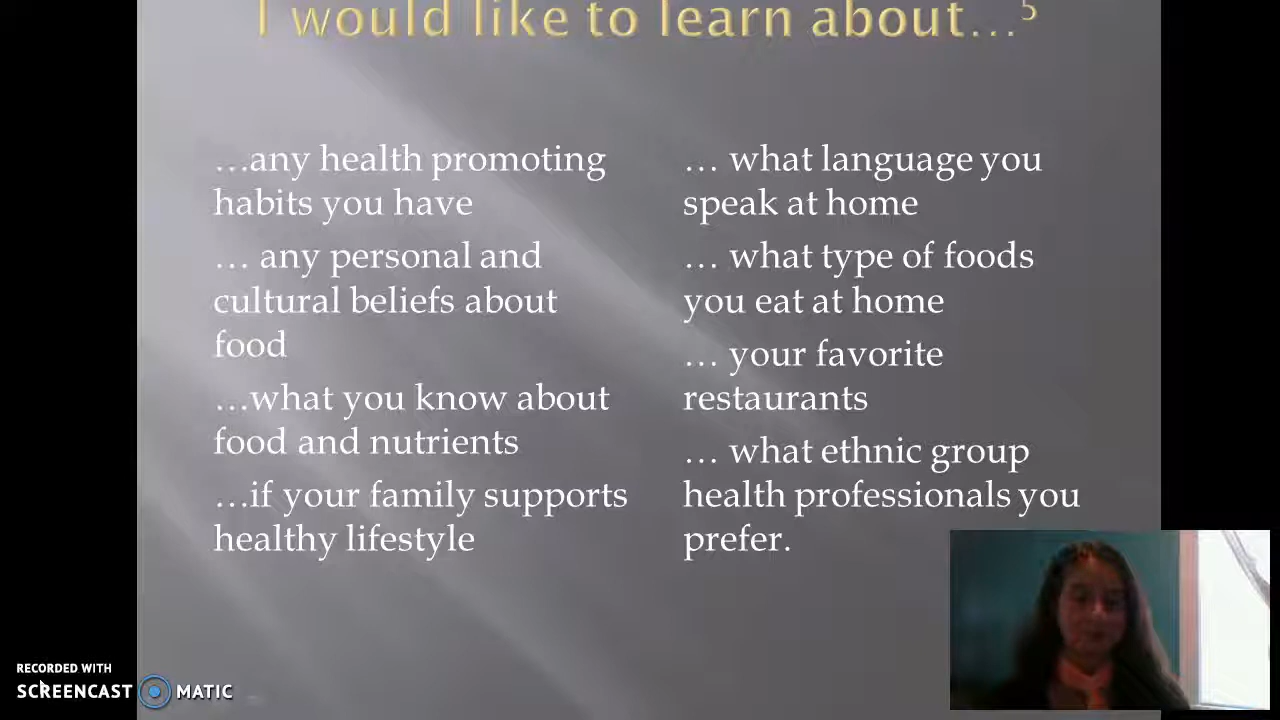 I would like to learn about...⁵
...any health promoting
habits you have
... any personal and
cultural beliefs about
food
...what you know about
food and nutrients
...if your family supports
healthy lifestyle
... what language you
speak at home
... what type of foods
you eat at home
... your favorite
restaurants
... what ethnic group
health professionals you
prefer.
RECORDED WITH
SCREENCAST MATIC